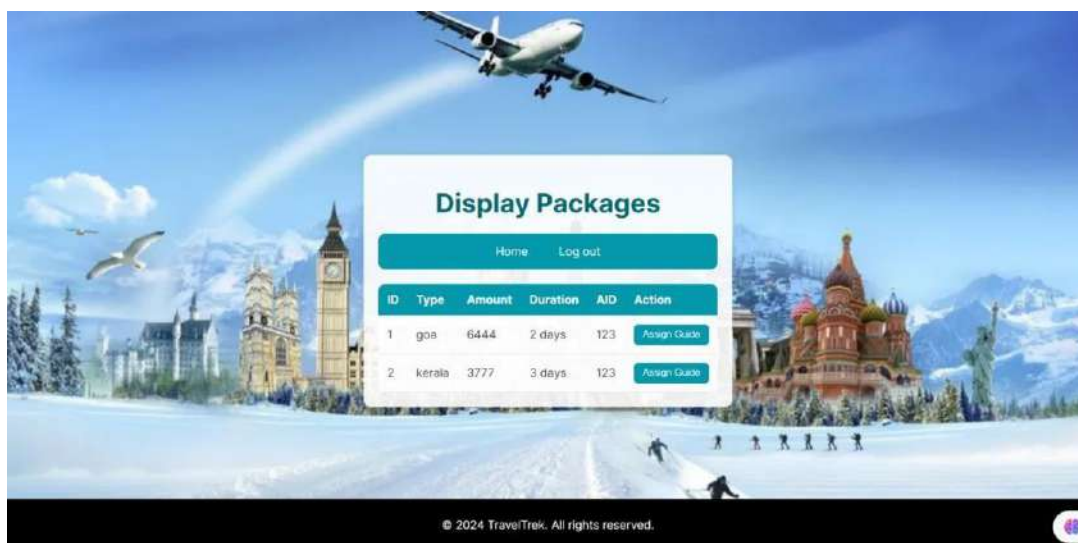 Display Packages
Home Log out
ID Type Amount Duration AID Action
1 goa 6444 2 days 123 Assign Guide
2 kerala 3777 3 days 123 Assign Guide
© 2024 TravelTrek. All rights reserved.